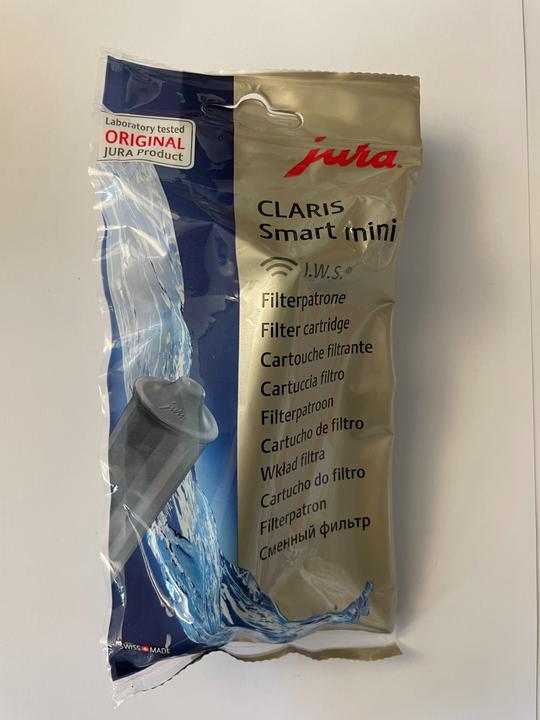 Laboratory tested
ORIGINAL
JURA Product
jura
CLARIS
Smart mini
I.W.S.®
Filterpatrone
Filter cartridge
Cartouche filtrante
Cartuccia filtro
Filterpatroon
Cartucho de filtro
Wkład filtra
Cartucho do filtro
Filterpatron
Сменный фильтр
jura
SWISS MADE